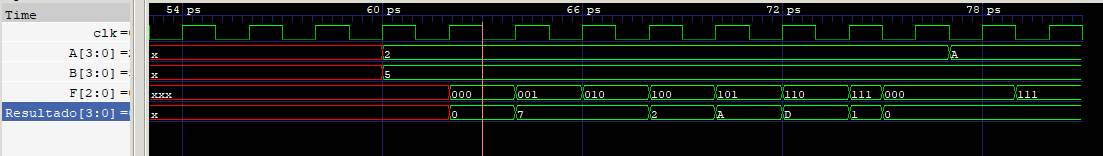 Time
54 ps 60 ps 66 ps 72 ps 78 ps
clk =
A[3:0] = x 2 A
B[3:0] = x 5
F[2:0] = xxx 000 001 010 100 101 110 111 000 111
Resultado[3:0] = x 0 7 2 A D 1 0